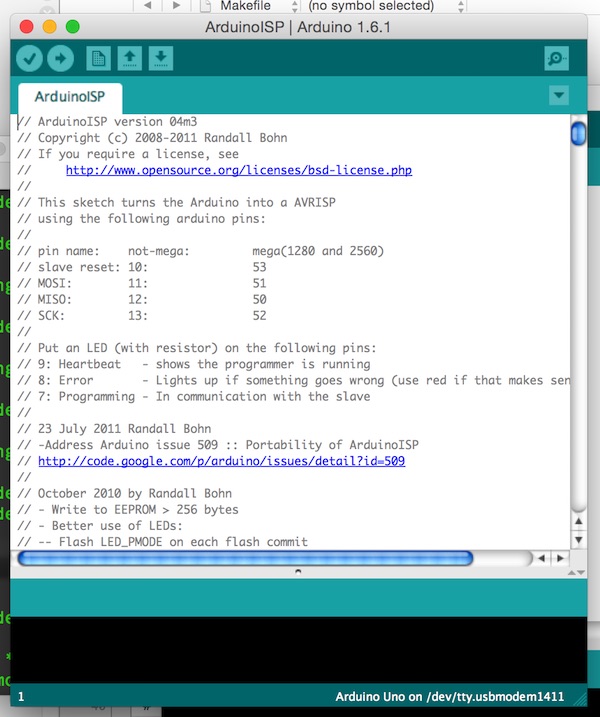 Makefile (no symbol selected)
ArduinoISP | Arduino 1.6.1
ArduinoISP
// ArduinoISP version 04m3
// Copyright (c) 2008-2011 Randall Bohn
// If you require a license, see
//     http://www.opensource.org/licenses/bsd-license.php
//
// This sketch turns the Arduino into a AVRISP
// using the following arduino pins:
//
// pin name:    not-mega:         mega(1280 and 2560)
// slave reset: 10:               53
// MOSI:        11:               51
// MISO:        12:               50
// SCK:         13:               52
//
// Put an LED (with resistor) on the following pins:
// 9: Heartbeat   - shows the programmer is running
// 8: Error       - Lights up if something goes wrong (use red if that makes sen
// 7: Programming - In communication with the slave
//
// 23 July 2011 Randall Bohn
// -Address Arduino issue 509 :: Portability of ArduinoISP
// http://code.google.com/p/arduino/issues/detail?id=509
//
// October 2010 by Randall Bohn
// - Write to EEPROM > 256 bytes
// - Better use of LEDs:
// -- Flash LED_PMODE on each flash commit
1 Arduino Uno on /dev/tty.usbmodem1411